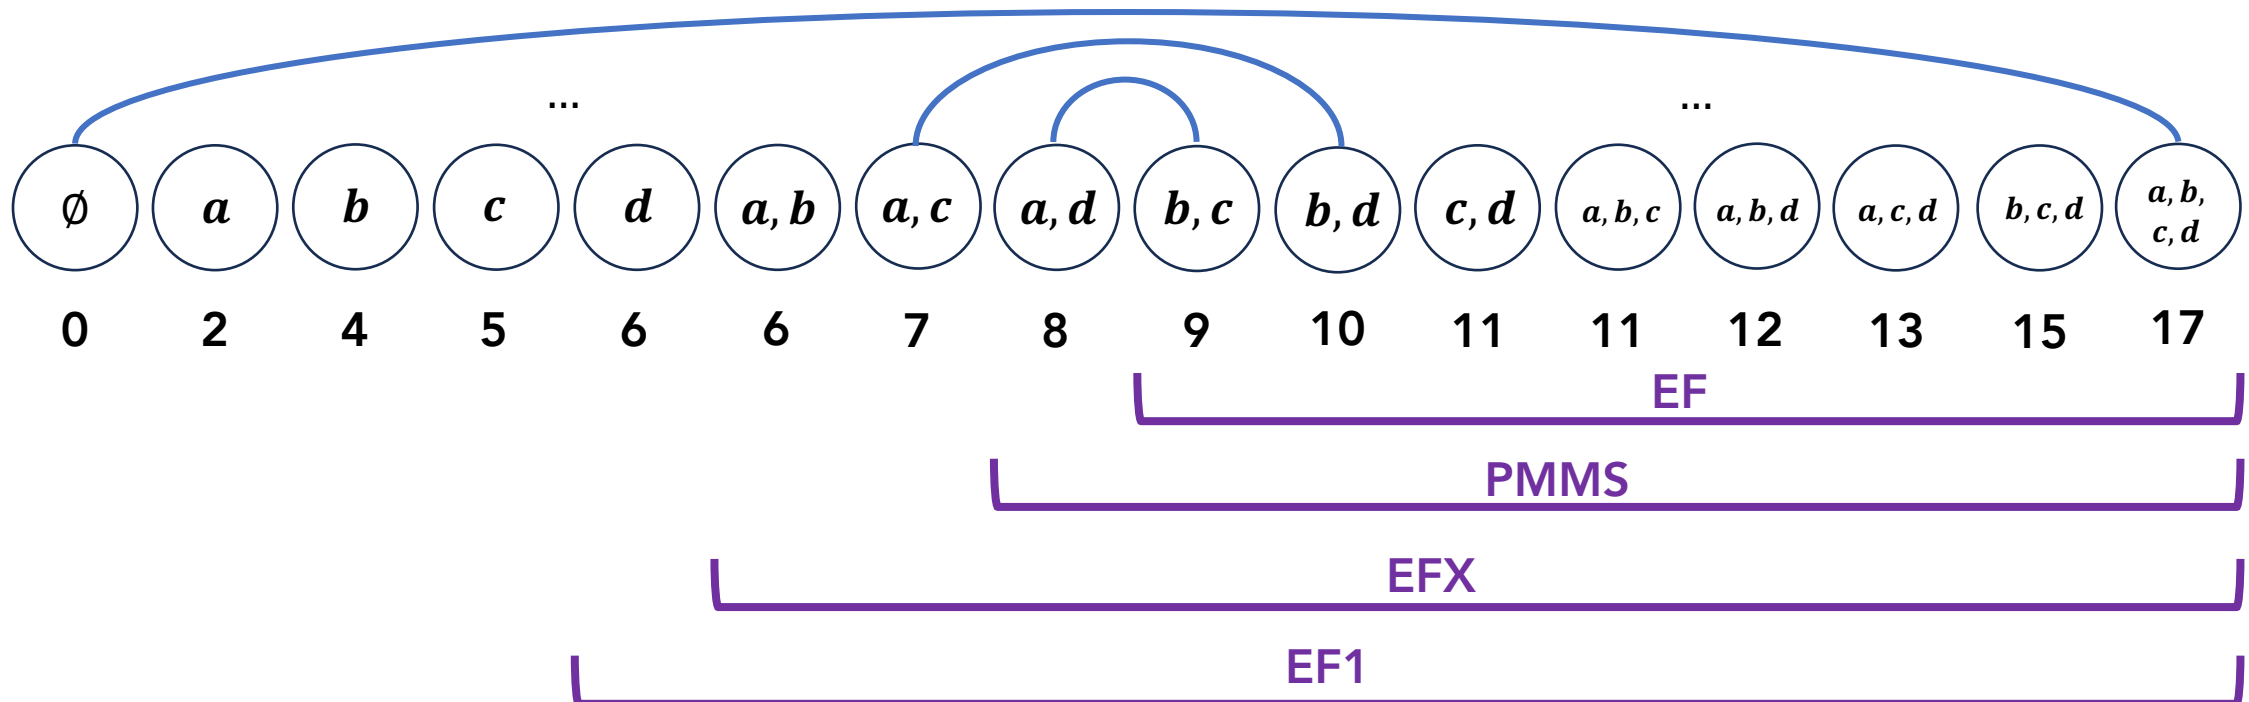 ... ...
∅ a b c d a, b a, c a, d b, c b, d c, d a, b, c a, b, d a, c, d b, c, d a, b,
c, d
0 2 4 5 6 6 7 8 9 10 11 11 12 13 15 17
EF
PMMS
EFX
EF1